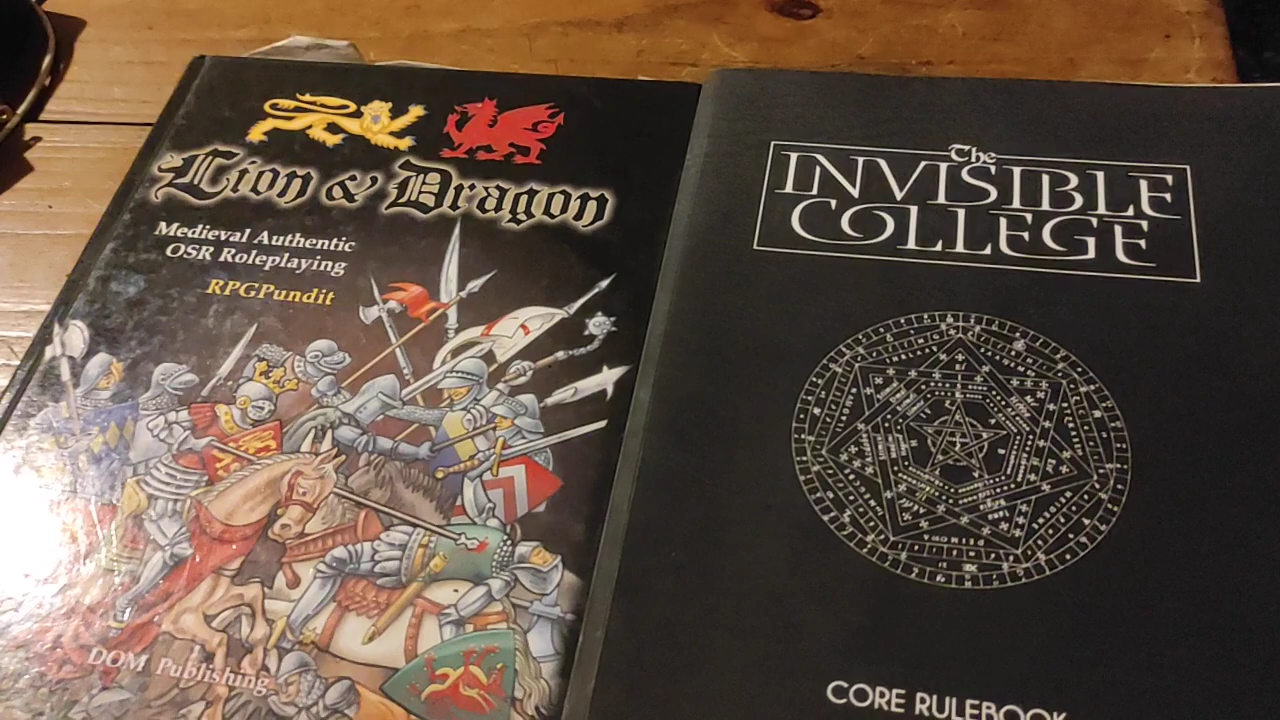 Lion & Dragon
Medieval Authentic
OSR Roleplaying
RPGPundit
DOM Publishing
The
INVISIBLE
COLLEGE
CORE RULEBOOK